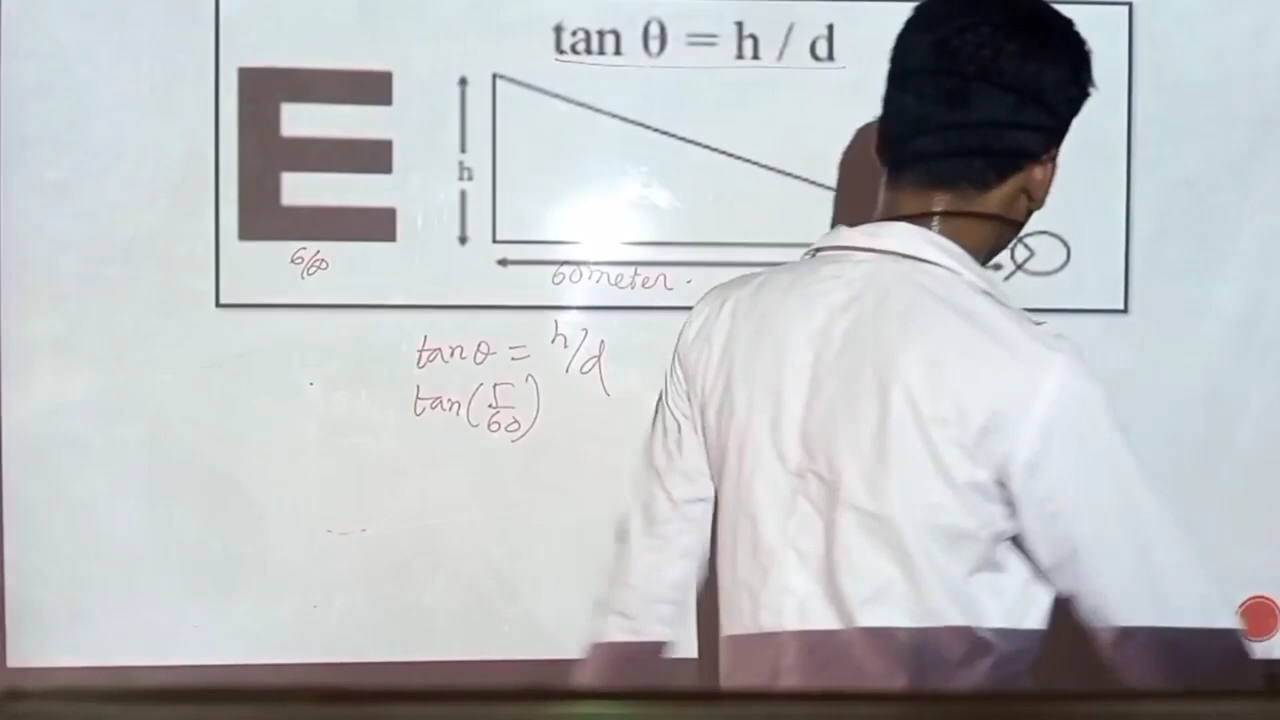 tan θ = h / d
E
h
6/60
60meter.
tanθ = h/d
tan(5/60)